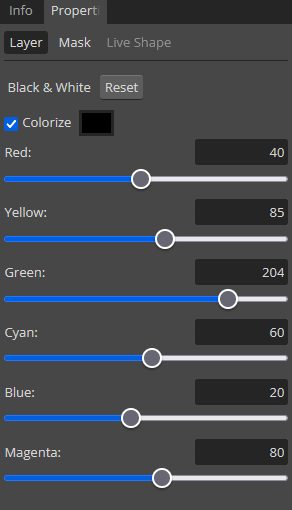 Info Properti
Layer Mask Live Shape
Black & White Reset
Colorize
Red: 40
Yellow: 85
Green: 204
Cyan: 60
Blue: 20
Magenta: 80